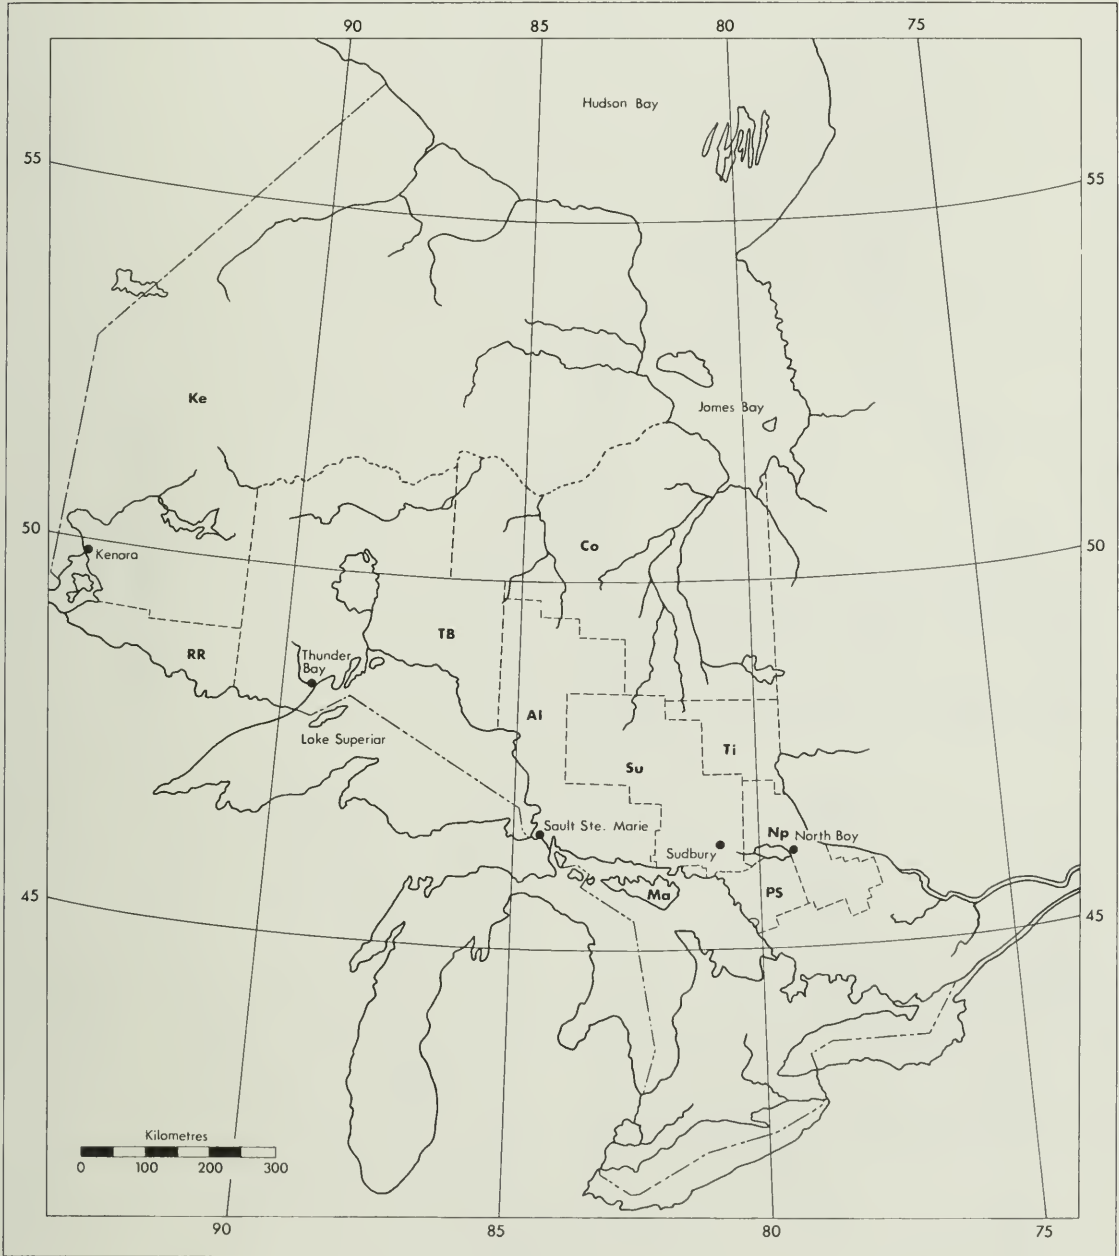 90 85 80 75
Hudson Bay
55 55
Ke
Jomes Bay
50 50
Kenora
Co
TB
RR
Thunder
Bay
Al
Loke Superiar
Ti
Su
Sault Ste. Marie
Np North Boy
Sudbury
Ma
PS
45 45
Kilometres
0 100 200 300
90 85 80 75